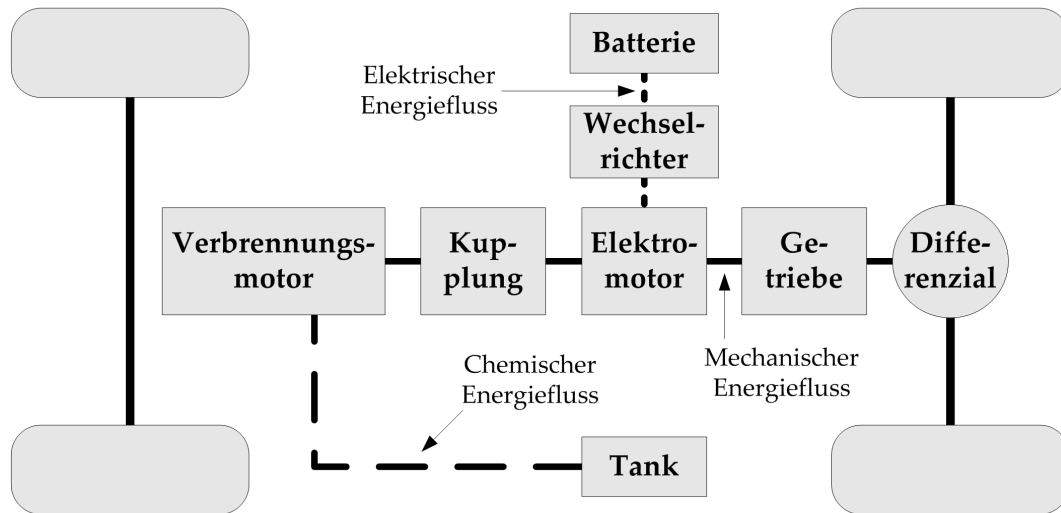 Batterie
Elektrischer
Energiefluss
Wechsel-
richter
Verbrennungs-
motor
Kup-
plung
Elektro-
motor
Ge-
triebe
Diffe-
renzial
Chemischer
Energiefluss
Mechanischer
Energiefluss
Tank